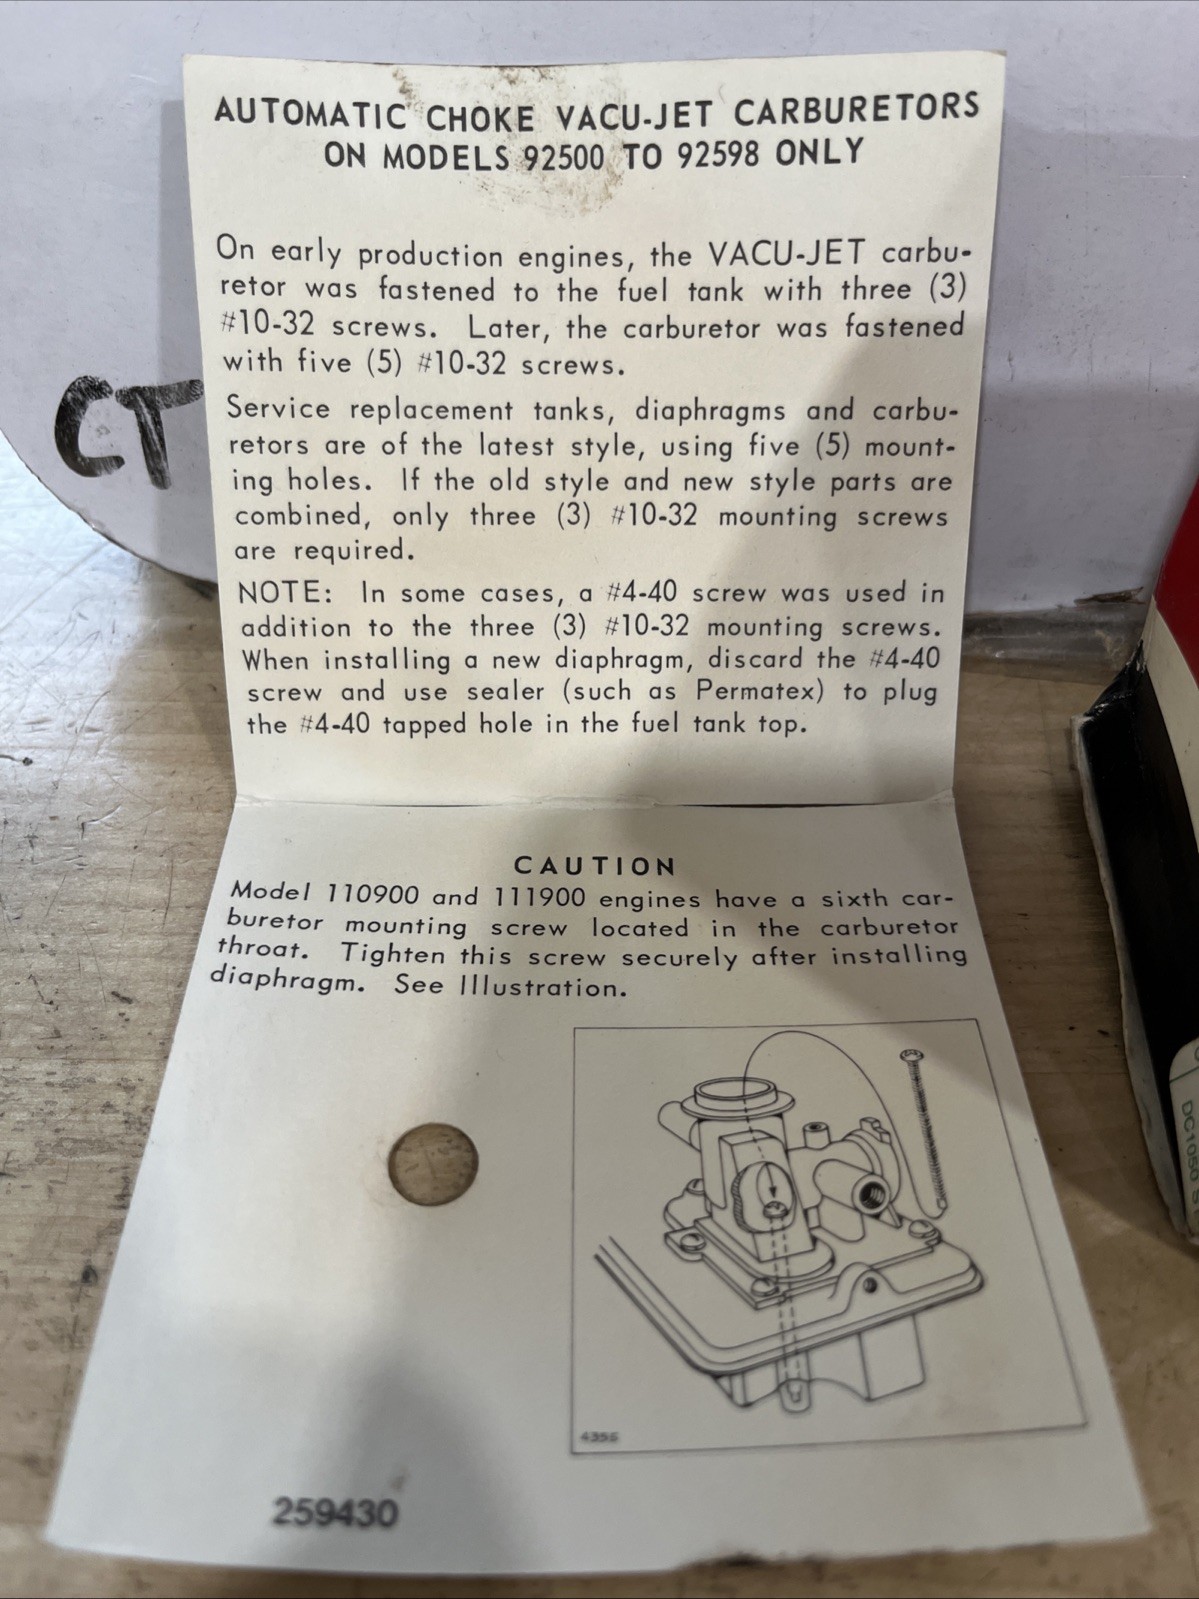 AUTOMATIC CHOKE VACU-JET CARBURETORS
ON MODELS 92500 TO 92598 ONLY
On early production engines, the VACU-JET carbu-
retor was fastened to the fuel tank with three (3)
#10-32 screws. Later, the carburetor was fastened
with five (5) #10-32 screws.
Service replacement tanks, diaphragms and carbu-
retors are of the latest style, using five (5) mount-
ing holes. If the old style and new style parts are
combined, only three (3) #10-32 mounting screws
are required.
NOTE: In some cases, a #4-40 screw was used in
addition to the three (3) #10-32 mounting screws.
When installing a new diaphragm, discard the #4-40
screw and use sealer (such as Permatex) to plug
the #4-40 tapped hole in the fuel tank top.
CAUTION
Model 110900 and 111900 engines have a sixth car-
buretor mounting screw located in the carburetor
throat. Tighten this screw securely after installing
diaphragm. See Illustration.
259430
CT